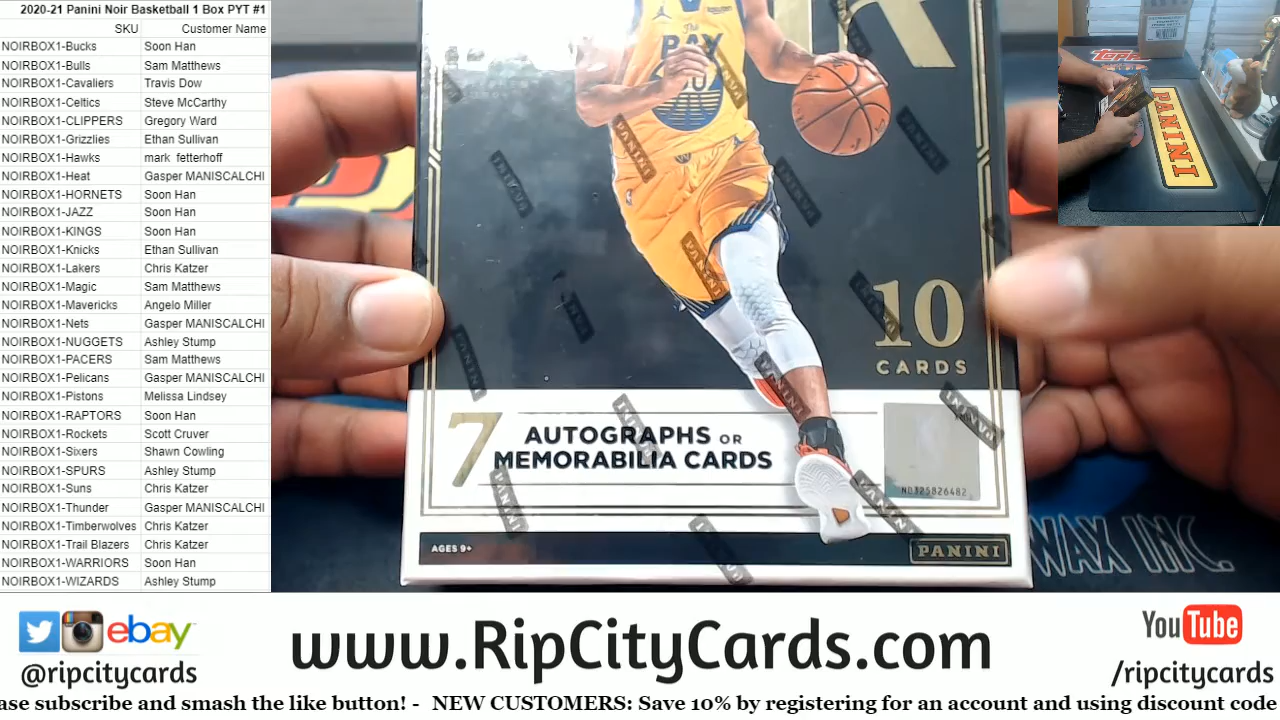 2020-21 Panini Noir Basketball 1 Box PYT #1
SKU Customer Name
NOIRBOX1-Bucks Soon Han
NOIRBOX1-Bulls Sam Matthews
NOIRBOX1-Cavaliers Travis Dow
NOIRBOX1-Celtics Steve McCarthy
NOIRBOX1-CLIPPERS Gregory Ward
NOIRBOX1-Grizzlies Ethan Sullivan
NOIRBOX1-Hawks mark fetterhoff
NOIRBOX1-Heat Gasper MANISCALCHI
NOIRBOX1-HORNETS Soon Han
NOIRBOX1-JAZZ Soon Han
NOIRBOX1-KINGS Soon Han
NOIRBOX1-Knicks Ethan Sullivan
NOIRBOX1-Lakers Chris Katzer
NOIRBOX1-Magic Sam Matthews
NOIRBOX1-Mavericks Angelo Miller
NOIRBOX1-Nets Gasper MANISCALCHI
NOIRBOX1-NUGGETS Ashley Stump
NOIRBOX1-PACERS Sam Matthews
NOIRBOX1-Pelicans Gasper MANISCALCHI
NOIRBOX1-Pistons Melissa Lindsey
NOIRBOX1-RAPTORS Soon Han
NOIRBOX1-Rockets Scott Cruver
NOIRBOX1-Sixers Shawn Cowling
NOIRBOX1-SPURS Ashley Stump
NOIRBOX1-Suns Chris Katzer
NOIRBOX1-Thunder Gasper MANISCALCHI
NOIRBOX1-Timberwolves Chris Katzer
NOIRBOX1-Trail Blazers Chris Katzer
NOIRBOX1-WARRIORS Soon Han
NOIRBOX1-WIZARDS Ashley Stump
The
BAY
10
CARDS
7 AUTOGRAPHS OR
MEMORABILIA CARDS
AGES 9+
PANINI
WAX INC.
Topps
PANINI
ebay
@ripcitycards
www.RipCityCards.com
YouTube
/ripcitycards
ase subscribe and smash the like button! - NEW CUSTOMERS: Save 10% by registering for an account and using discount code